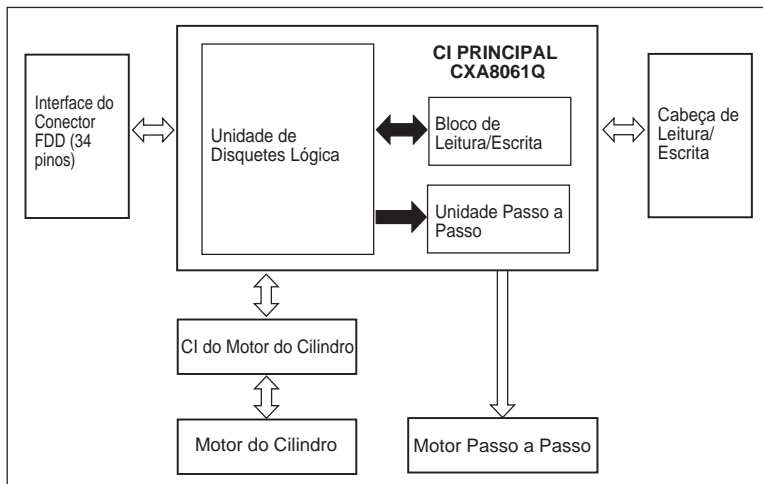 CI PRINCIPAL
CXA8061Q
Interface do
Conector
FDD (34
pinos)
Unidade de
Disquetes Lógica
Bloco de
Leitura/Escrita
Unidade Passo a
Passo
Cabeça de
Leitura/
Escrita
CI do Motor do Cilindro
Motor do Cilindro
Motor Passo a Passo